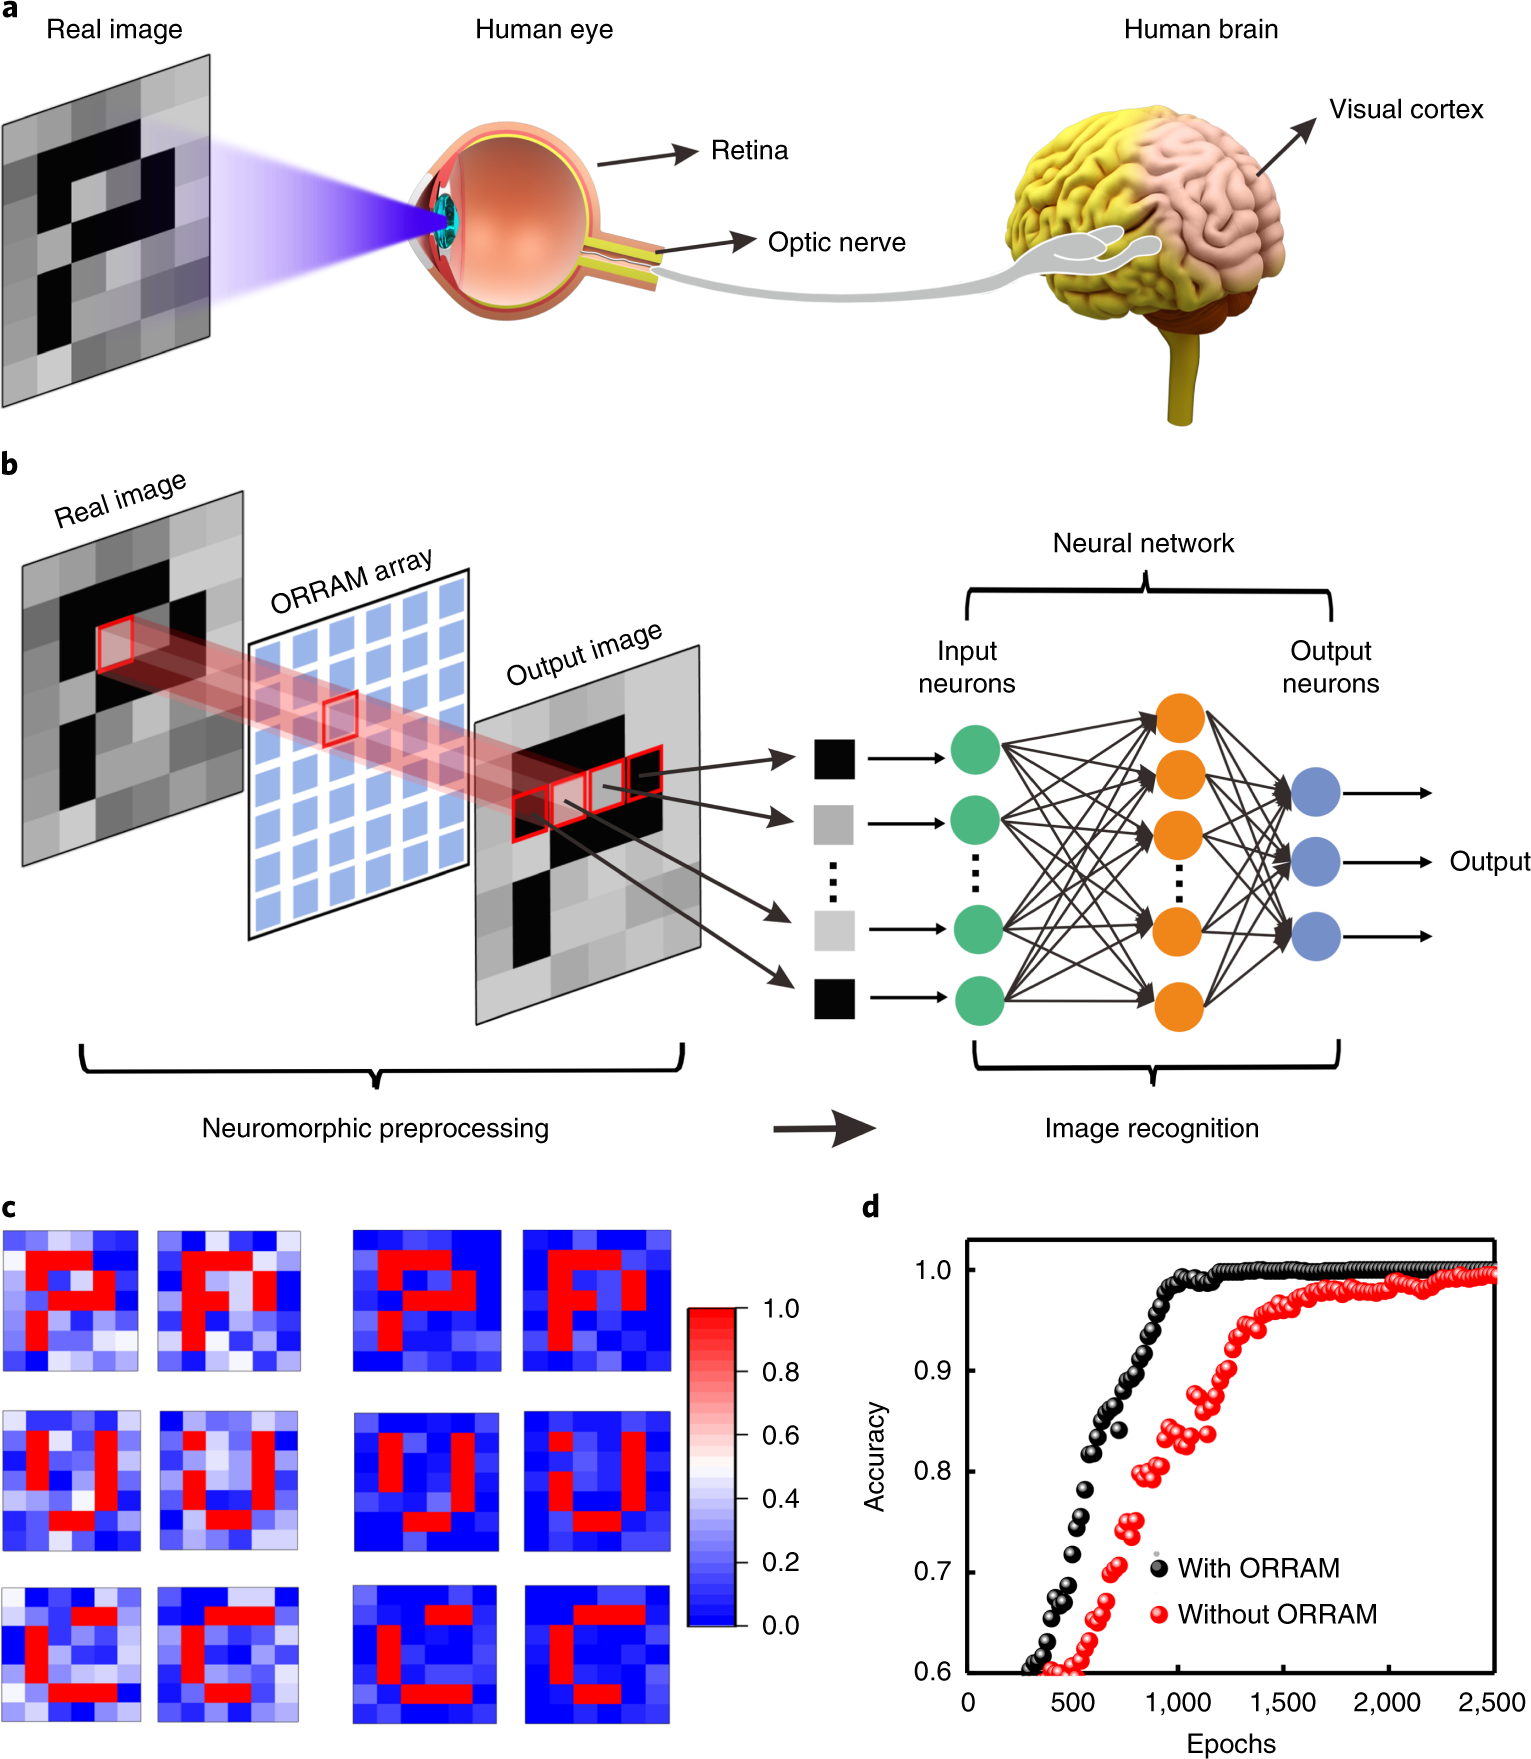 a
Real image
Human eye
Human brain
Visual cortex
Retina
Optic nerve
b
Real image
ORRAM array
Output image
Neural network
Input
neurons
Output
neurons
Output
Neuromorphic preprocessing
Image recognition
c
1.0
0.8
0.6
0.4
0.2
0.0
d
1.0
0.9
0.8
0.7
0.6
Accuracy
With ORRAM
Without ORRAM
0 500 1,000 1,500 2,000 2,500
Epochs